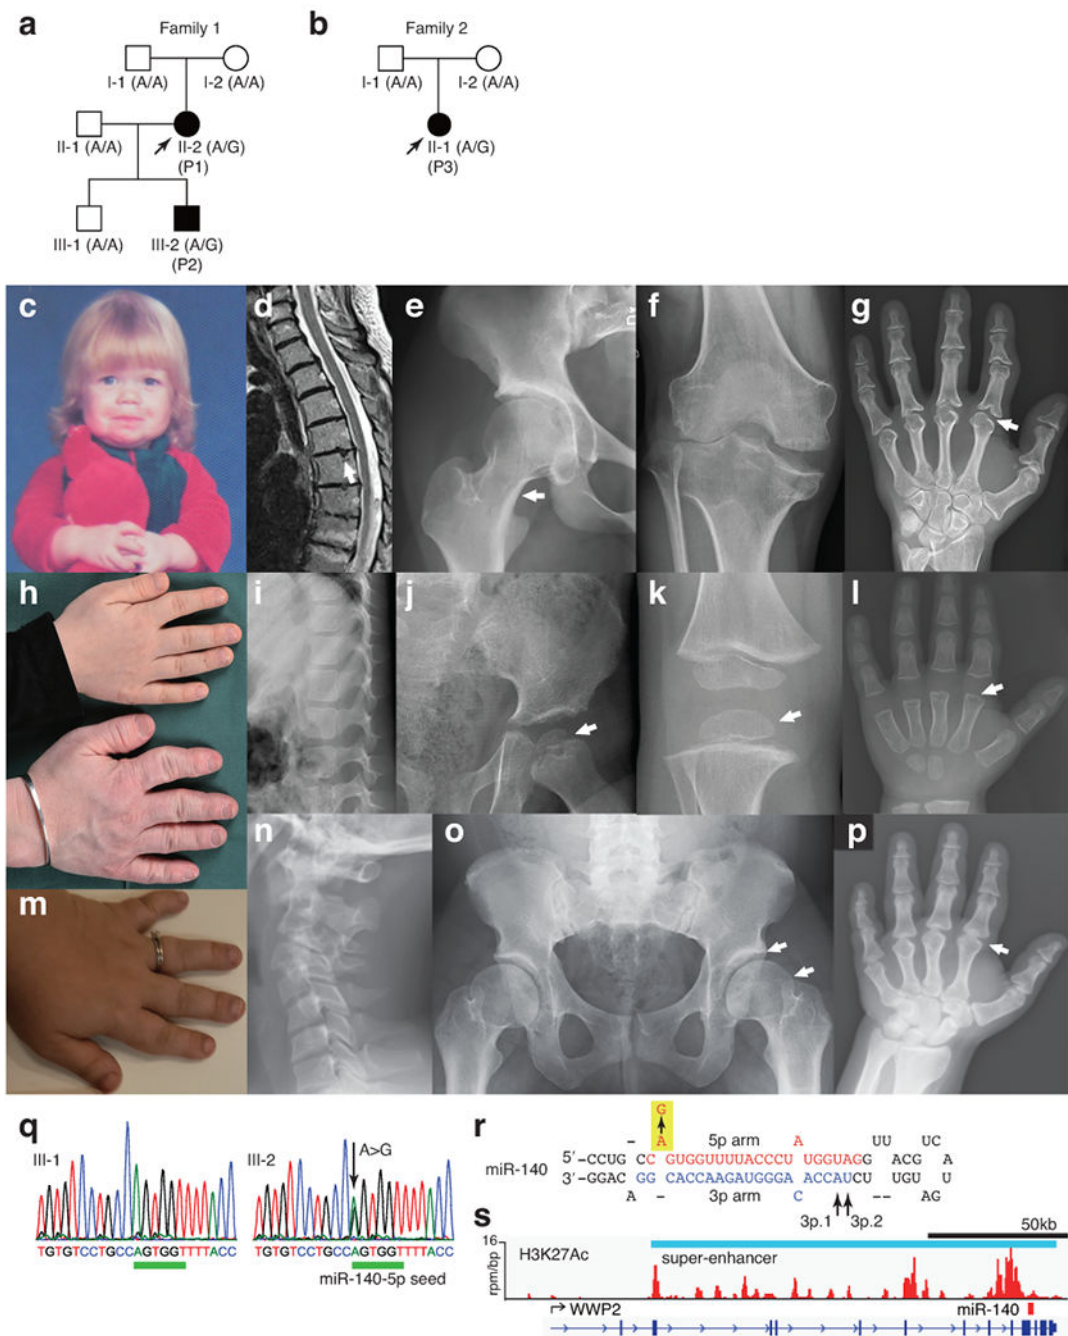 a
Family 1
b
Family 2
I-1 (A/A)
I-2 (A/A)
I-1 (A/A)
I-2 (A/A)
II-1 (A/A)
II-2 (A/G)
(P1)
II-1 (A/G)
(P3)
III-1 (A/A)
III-2 (A/G)
(P2)
c
d
e
f
g
h
i
j
k
l
m
n
o
p
q
III-1
III-2
A>G
TGTGTCCTGCCAGTGGTTTTACC
TGTGTCCTGCCAGTGGTTTTACC
miR-140-5p seed
r
G
– A 5p arm A UU UC
miR-140
5′ –CCUG CC GUGGUUUUACCCU UGGUAGG ACG A
3′ –GGAC GG CACCAAGAUGGGA ACCAUCU UGU U
A – 3p arm C -- AG
3p.1 3p.2
s
50kb
16
H3K27Ac
super-enhancer
rpm/bp
0
WWP2
miR-140